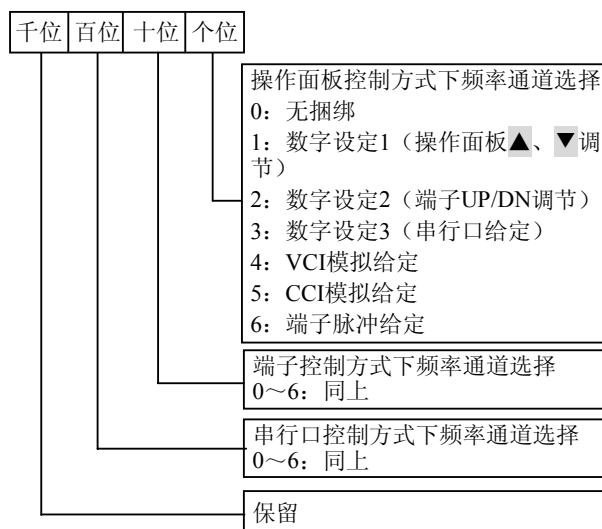 千位 百位 十位 个位
操作面板控制方式下频率通道选择
0：无捆绑
1：数字设定1（操作面板▲、▼调
节）
2：数字设定2（端子UP/DN调节）
3：数字设定3（串行口给定）
4：VCI模拟给定
5：CCI模拟给定
6：端子脉冲给定
端子控制方式下频率通道选择
0～6：同上
串行口控制方式下频率通道选择
0～6：同上
保留